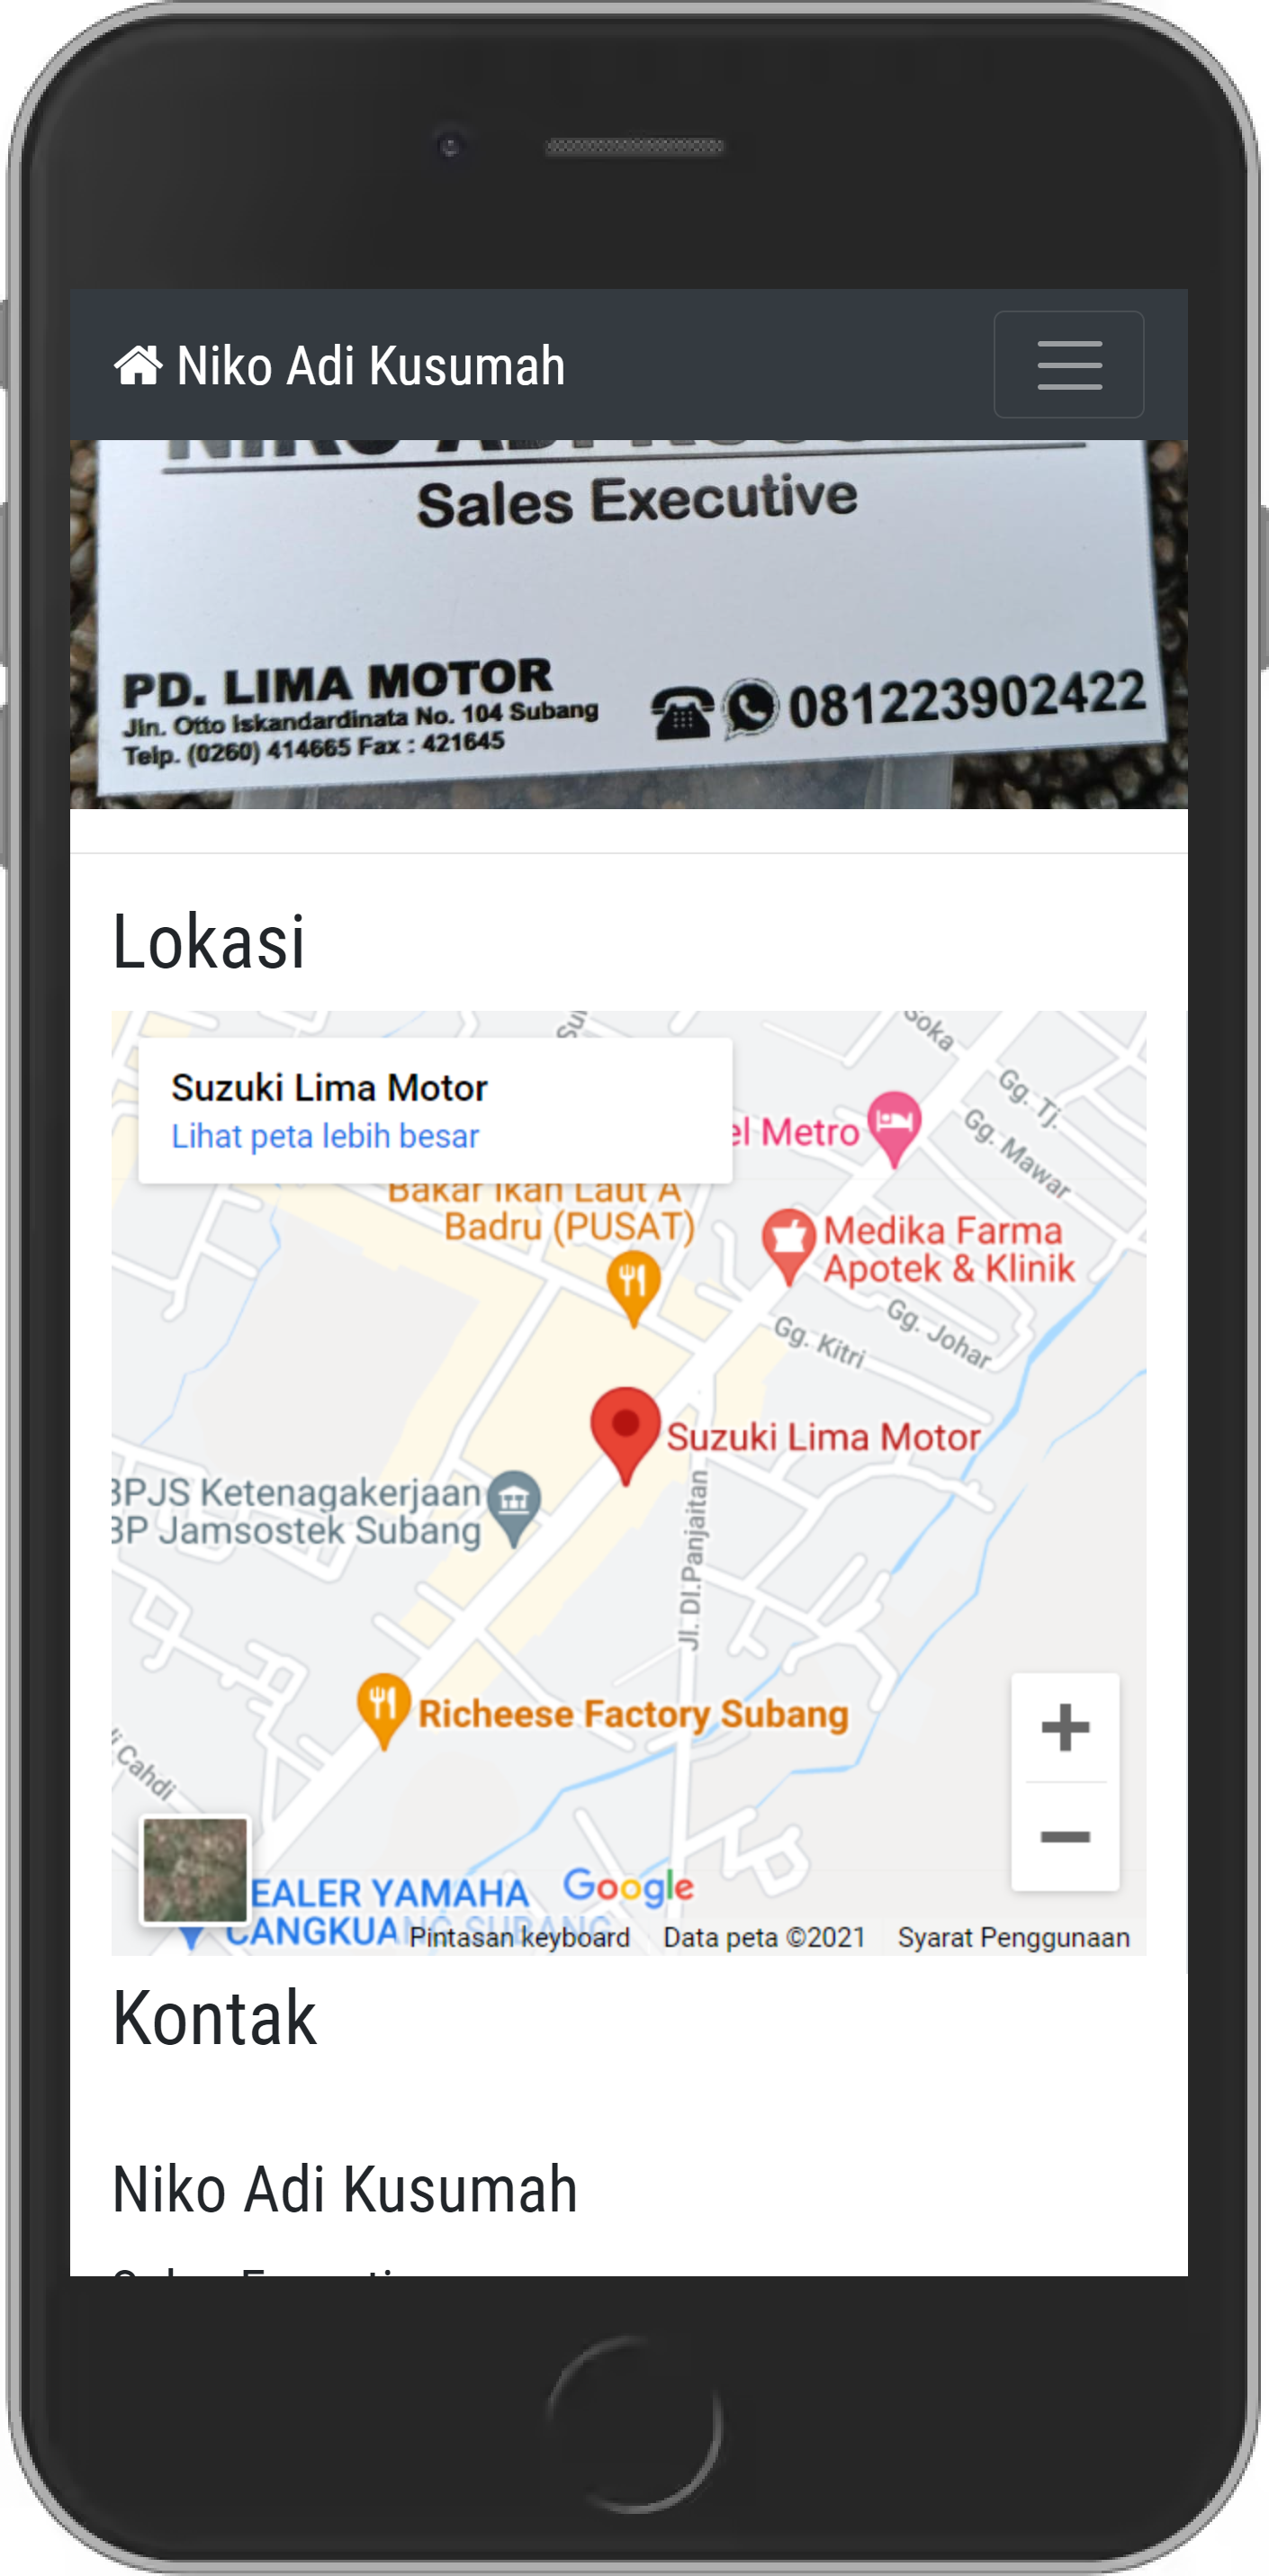 Niko Adi Kusumah
Sales Executive
PD. LIMA MOTOR
Jln. Otto Iskandardinata No. 104 Subang
Telp. (0260) 414665 Fax : 421645
081223902422
Lokasi
Suzuki Lima Motor
Lihat peta lebih besar
Soka
Gg. Tj.
Gg. Mawar
el Metro
Bakar Ikan Laut A
Badru (PUSAT)
Medika Farma
Apotek & Klinik
Gg. Johar
Gg. Kitri
Suzuki Lima Motor
BPJS Ketenagakerjaan
BP Jamsostek Subang
Jl. DI.Panjaitan
Richeese Factory Subang
Cahdi
EALER YAMAHA
CANGKUANG SUBANG
Google
Pintasan keyboard Data peta ©2021 Syarat Penggunaan
Kontak
Niko Adi Kusumah